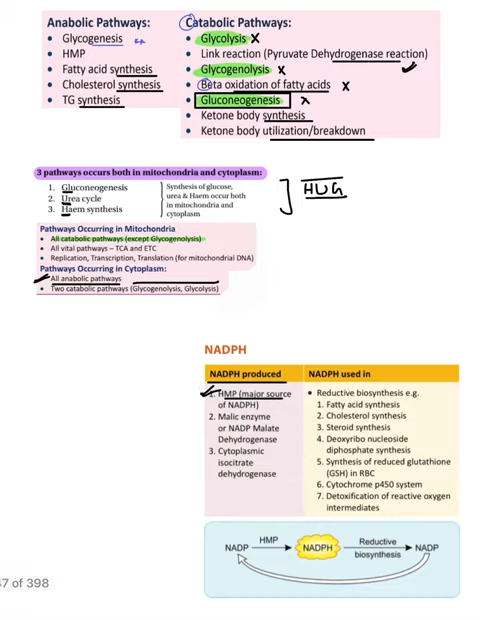 Anabolic Pathways:
• Glycogenesis
• HMP
• Fatty acid synthesis
• Cholesterol synthesis
• TG synthesis
Catabolic Pathways:
• Glycolysis X
• Link reaction (Pyruvate Dehydrogenase reaction)
• Glycogenolysis X
• Beta oxidation of fatty acids X
• Gluconeogenesis X
• Ketone body synthesis
• Ketone body utilization/breakdown
3 pathways occurs both in mitochondria and cytoplasm:
1. Gluconeogenesis
2. Urea cycle
3. Haem synthesis
Synthesis of glucose,
urea & Haem occur both
in mitochondria and
cytoplasm
HUG
Pathways Occurring in Mitochondria
• All catabolic pathways (except Glycogenolysis)
• All vital pathways – TCA and ETC
• Replication, Transcription, Translation (for mitochondrial DNA)
Pathways Occurring in Cytoplasm:
• All anabolic pathways
• Two catabolic pathways (Glycogenolysis, Glycolysis)
NADPH
NADPH produced
1. HMP (major source
of NADPH)
2. Malic enzyme
or NADP Malate
Dehydrogenase
3. Cytoplasmic
isocitrate
dehydrogenase
NADPH used in
• Reductive biosynthesis e.g.
1. Fatty acid synthesis
2. Cholesterol synthesis
3. Steroid synthesis
4. Deoxyribo nucleoside
diphosphate synthesis
5. Synthesis of reduced glutathione
(GSH) in RBC
6. Cytochrome p450 system
7. Detoxification of reactive oxygen
intermediates
NADP
HMP
NADPH
Reductive
biosynthesis
NADP
47 of 398